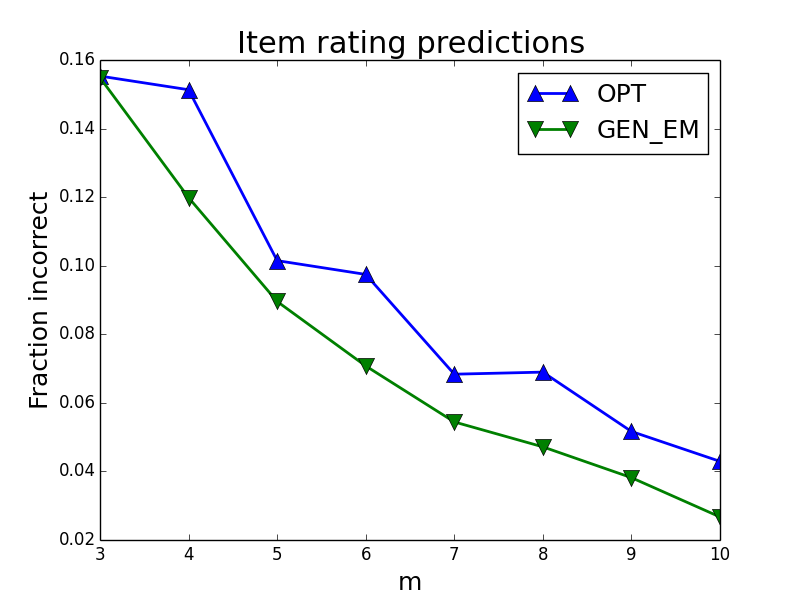 Item rating predictions
OPT
GEN_EM
Fraction incorrect
0.16
0.14
0.12
0.10
0.08
0.06
0.04
0.02
3 4 5 6 7 8 9 10
m